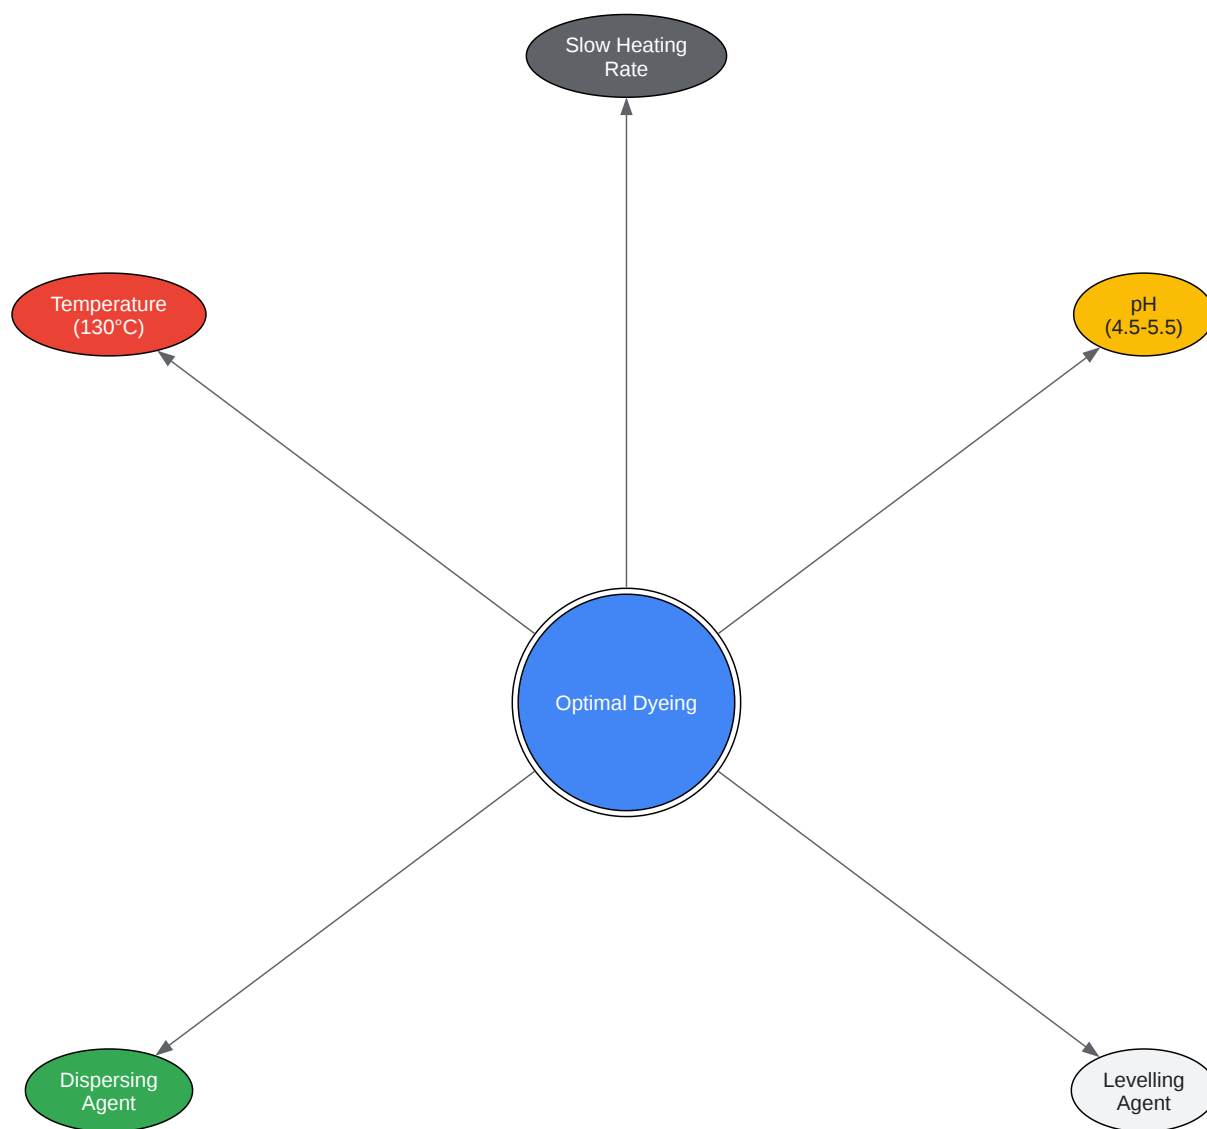 Slow Heating
Rate
Temperature
(130°C)
pH
(4.5-5.5)
Optimal Dyeing
Dispersing
Agent
Levelling
Agent